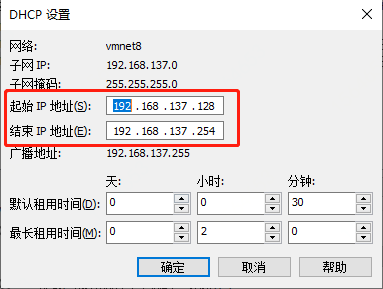 DHCP 设置
网络: vmnet8
子网 IP: 192.168.137.0
子网掩码: 255.255.255.0
起始 IP 地址(S): 192 .168 .137 .128
结束 IP 地址(E): 192 .168 .137 .254
广播地址: 192.168.137.255
天: 小时: 分钟:
默认租用时间(D): 0 0 30
最长租用时间(M): 0 2 0
确定 取消 帮助